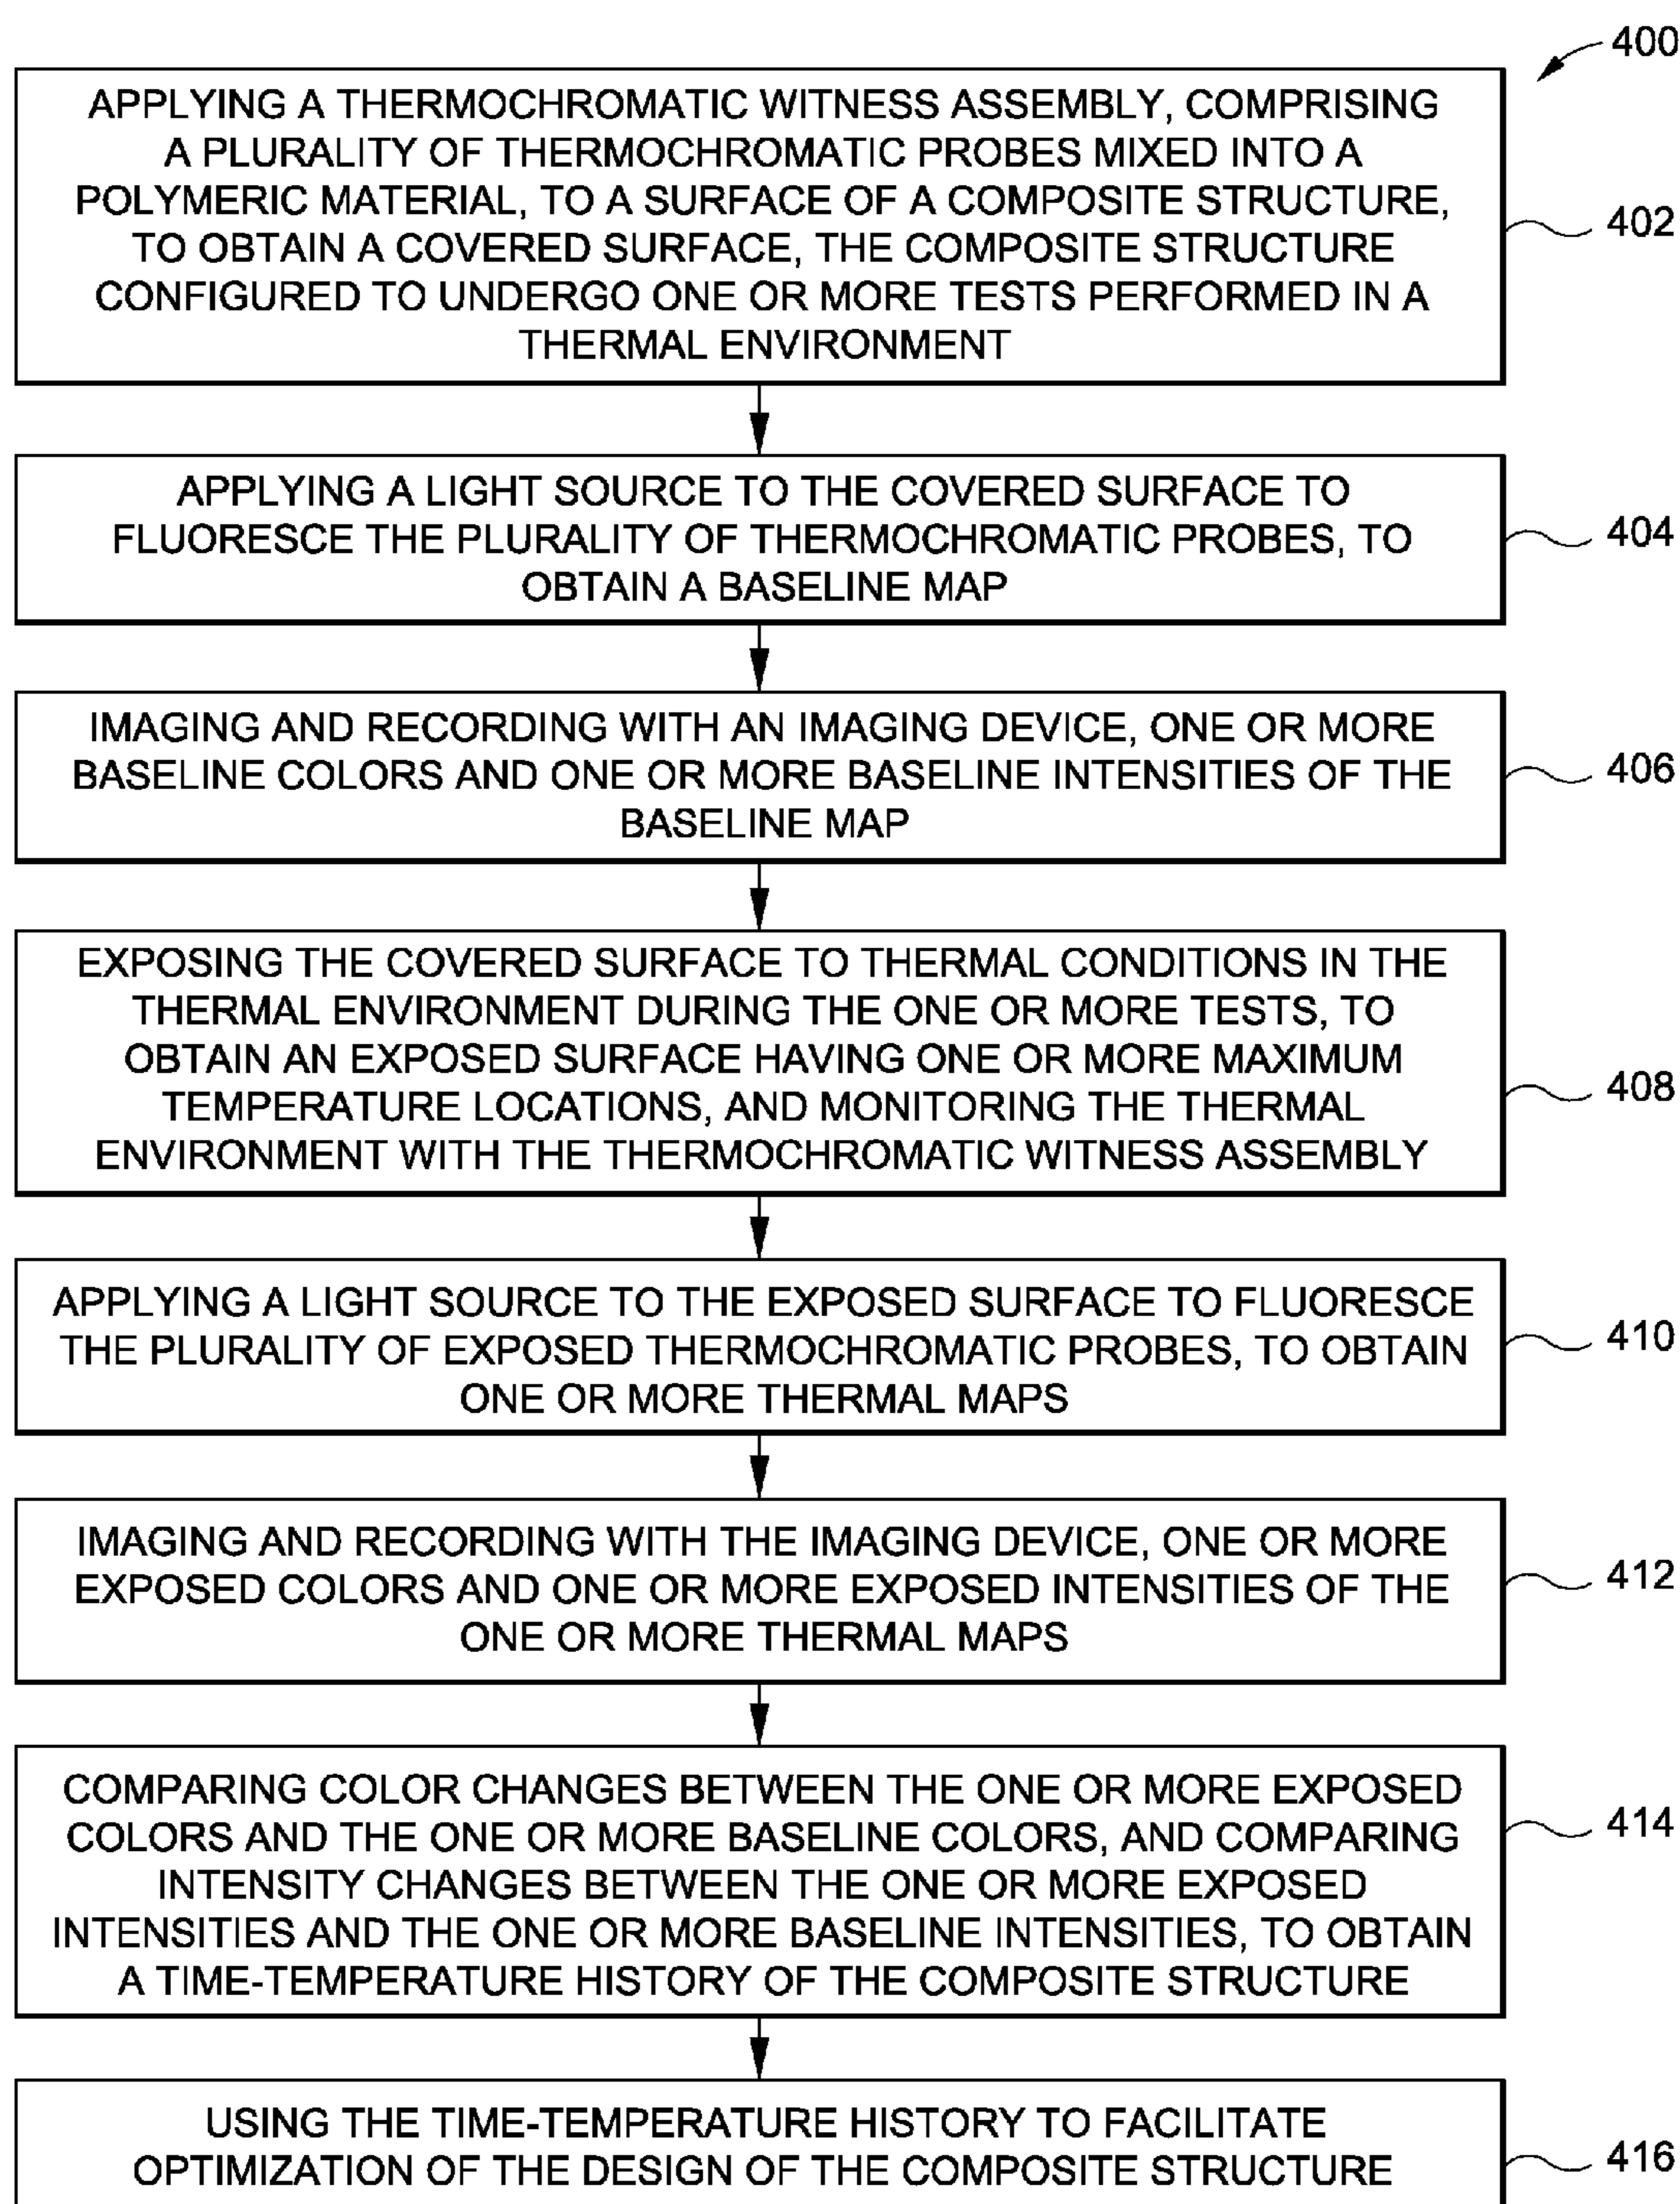 400
APPLYING A THERMOCHROMATIC WITNESS ASSEMBLY, COMPRISING
A PLURALITY OF THERMOCHROMATIC PROBES MIXED INTO A
POLYMERIC MATERIAL, TO A SURFACE OF A COMPOSITE STRUCTURE,
TO OBTAIN A COVERED SURFACE, THE COMPOSITE STRUCTURE
CONFIGURED TO UNDERGO ONE OR MORE TESTS PERFORMED IN A
THERMAL ENVIRONMENT
402
APPLYING A LIGHT SOURCE TO THE COVERED SURFACE TO
FLUORESCE THE PLURALITY OF THERMOCHROMATIC PROBES, TO
OBTAIN A BASELINE MAP
404
IMAGING AND RECORDING WITH AN IMAGING DEVICE, ONE OR MORE
BASELINE COLORS AND ONE OR MORE BASELINE INTENSITIES OF THE
BASELINE MAP
406
EXPOSING THE COVERED SURFACE TO THERMAL CONDITIONS IN THE
THERMAL ENVIRONMENT DURING THE ONE OR MORE TESTS, TO
OBTAIN AN EXPOSED SURFACE HAVING ONE OR MORE MAXIMUM
TEMPERATURE LOCATIONS, AND MONITORING THE THERMAL
ENVIRONMENT WITH THE THERMOCHROMATIC WITNESS ASSEMBLY
408
APPLYING A LIGHT SOURCE TO THE EXPOSED SURFACE TO FLUORESCE
THE PLURALITY OF EXPOSED THERMOCHROMATIC PROBES, TO OBTAIN
ONE OR MORE THERMAL MAPS
410
IMAGING AND RECORDING WITH THE IMAGING DEVICE, ONE OR MORE
EXPOSED COLORS AND ONE OR MORE EXPOSED INTENSITIES OF THE
ONE OR MORE THERMAL MAPS
412
COMPARING COLOR CHANGES BETWEEN THE ONE OR MORE EXPOSED
COLORS AND THE ONE OR MORE BASELINE COLORS, AND COMPARING
INTENSITY CHANGES BETWEEN THE ONE OR MORE EXPOSED
INTENSITIES AND THE ONE OR MORE BASELINE INTENSITIES, TO OBTAIN
A TIME-TEMPERATURE HISTORY OF THE COMPOSITE STRUCTURE
414
USING THE TIME-TEMPERATURE HISTORY TO FACILITATE
OPTIMIZATION OF THE DESIGN OF THE COMPOSITE STRUCTURE
416